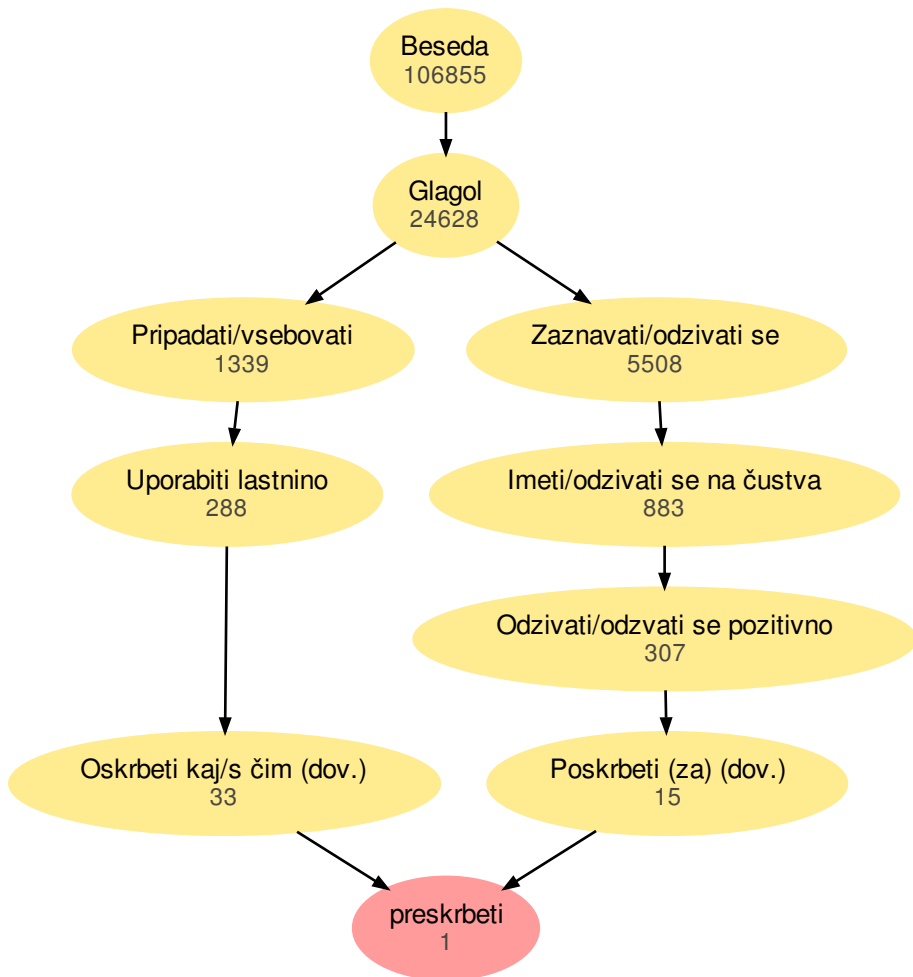 Beseda
106855
Glagol
24628
Pripadati/vsebovati
1339
Zaznavati/odzivati se
5508
Uporabiti lastnino
288
Imeti/odzivati se na čustva
883
Odzivati/odzvati se pozitivno
307
Oskrbeti kaj/s čim (dov.)
33
Poskrbeti (za) (dov.)
15
preskrbeti
1